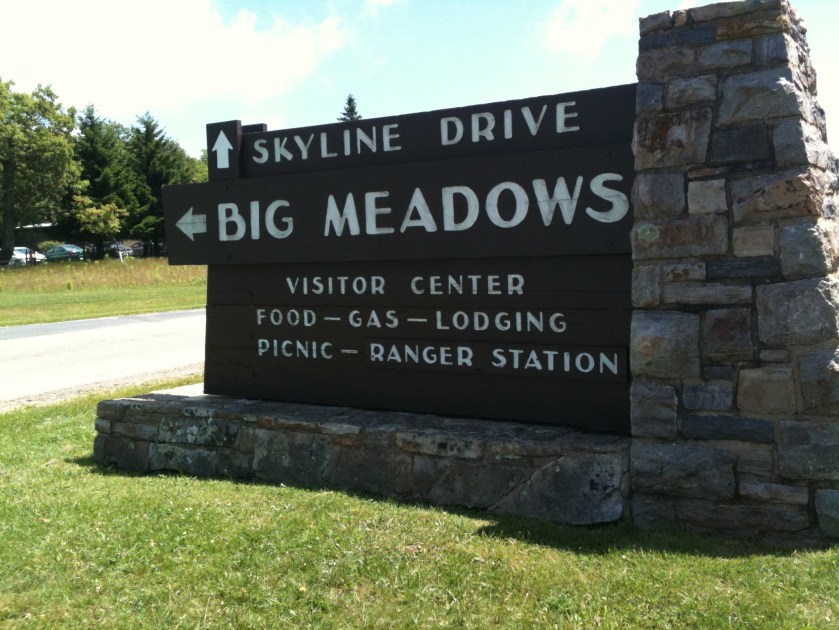 SKYLINE DRIVE
BIG MEADOWS
VISITOR CENTER
FOOD – GAS – LODGING
PICNIC – RANGER STATION